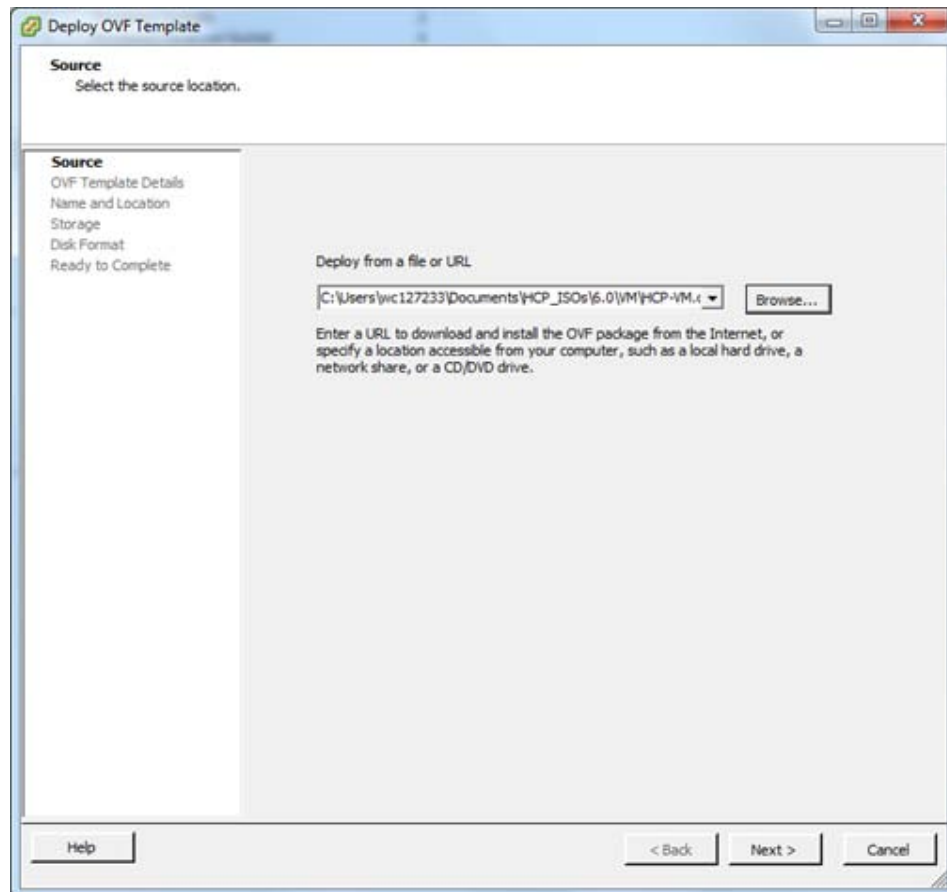 Deploy OVF Template
Source
Select the source location.
Source
OVF Template Details
Name and Location
Storage
Disk Format
Ready to Complete
Deploy from a file or URL
C:\Users\wc127233\Documents\HCP_ISOs\6.0\VM\HCP-VM.c
Browse...
Enter a URL to download and install the OVF package from the Internet, or
specify a location accessible from your computer, such as a local hard drive, a
network share, or a CD/DVD drive.
Help
< Back
Next >
Cancel